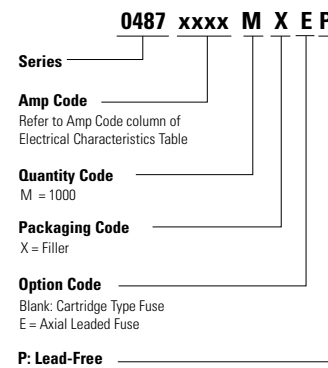 0487 xxxx M X E P
Series
Amp Code
Refer to Amp Code column of
Electrical Characteristics Table
Quantity Code
M = 1000
Packaging Code
X = Filler
Option Code
Blank: Cartridge Type Fuse
E = Axial Leaded Fuse
P: Lead-Free